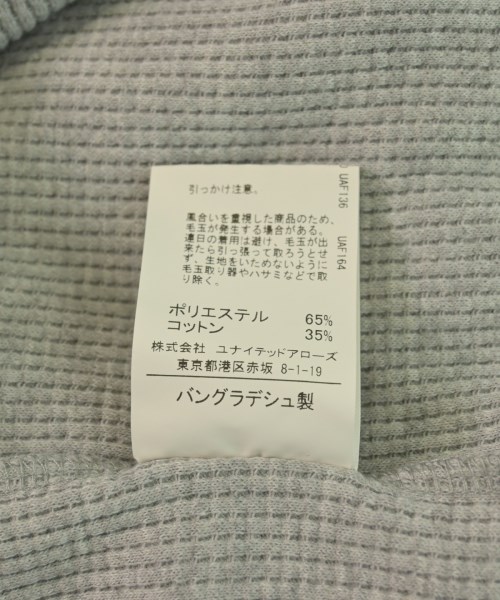 引っかけ注意。
風合いを重視した商品のため、
毛玉が発生する場合がある。
連日の着用は避け、毛玉が出
来たら引っ張って取ろうとせ
ず、生地をいためないように
毛玉取り器やハサミなどで取
り除く。
ポリエステル 65%
コットン 35%
株式会社 ユナイテッドアローズ
東京都港区赤坂 8-1-19
バングラデシュ製
UAF136 UAF164